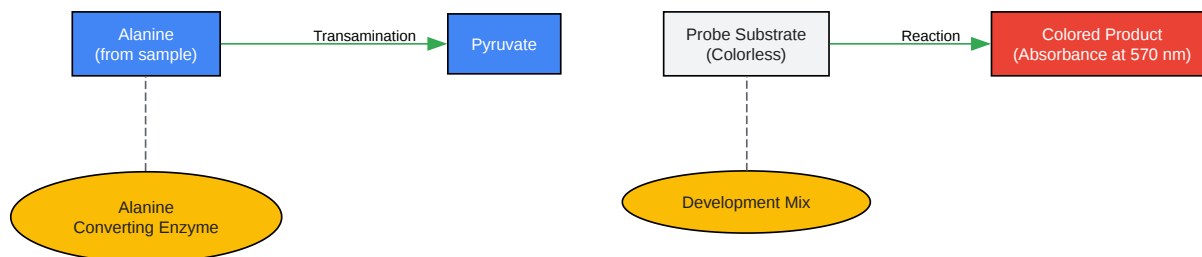 Alanine
(from sample)
Transamination
Pyruvate
Probe Substrate
(Colorless)
Reaction
Colored Product
(Absorbance at 570 nm)
Alanine
Converting Enzyme
Development Mix